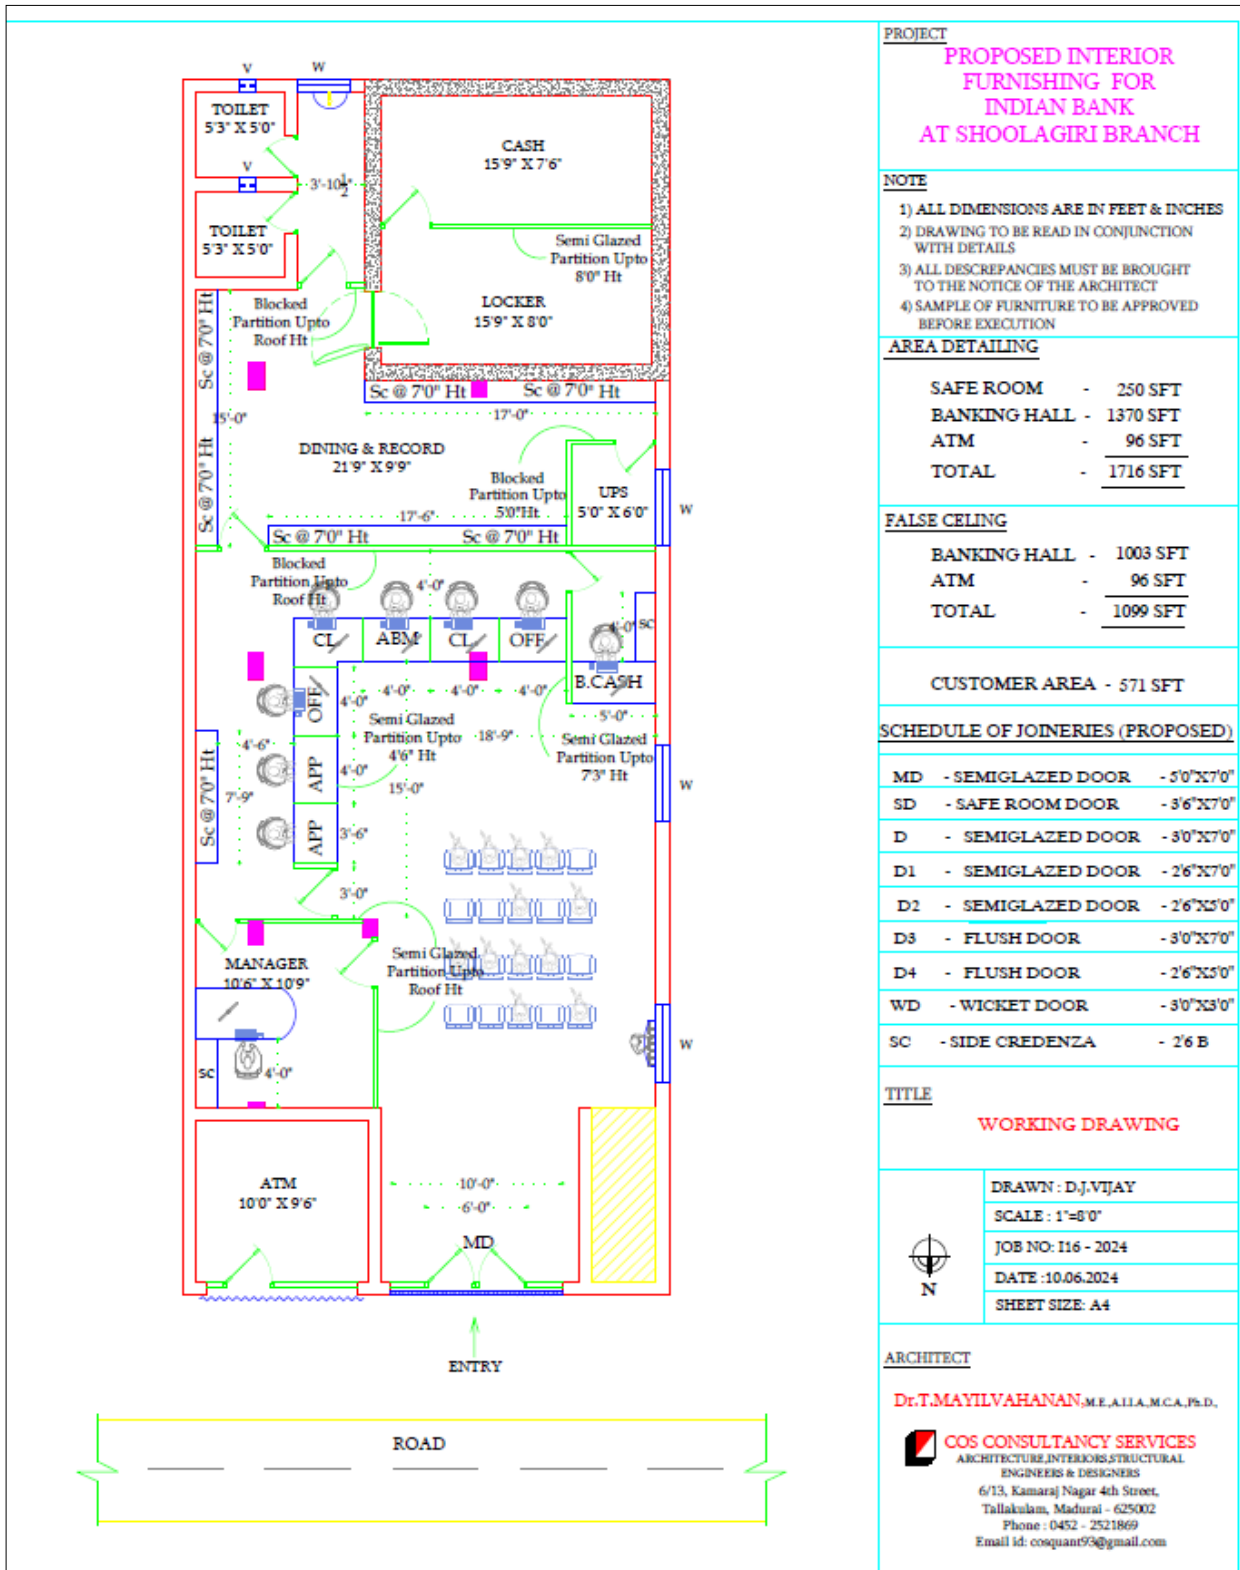 V
W
TOILET
5'3" X 5'0"
V
3'-10½"
TOILET
5'3" X 5'0"
CASH
15'9" X 7'6"
Semi Glazed
Partition Upto
8'0" Ht
LOCKER
15'9" X 8'0"
Blocked
Partition Upto
Roof Ht
Sc @ 7'0" Ht
Sc @ 7'0" Ht
Sc @ 7'0" Ht
Sc @ 7'0" Ht
15'-0"
17'-0"
DINING & RECORD
21'9" X 9'9"
Blocked
Partition Upto
5'0"Ht
UPS
5'0" X 6'0"
W
Sc @ 7'0" Ht
17'-6"
Sc @ 7'0" Ht
Sc @ 7'0" Ht
Blocked
Partition Upto
Roof Ht
4'-0"
CL
ABM
CL
OFF
4'-0"
SC
B.CASH
5'-0"
OFF
4'-0"
4'-0"
4'-0"
4'-0"
Semi Glazed
Partition Upto
4'6" Ht
18'-9"
Semi Glazed
Partition Upto
7'3" Ht
4'-6"
Sc @ 7'0" Ht
7'-9"
APP
4'-0"
15'-0"
W
APP
3'-6"
3'-0"
MANAGER
10'6" X 10'9"
Semi Glazed
Partition Upto
Roof Ht
W
SC
4'-0"
ATM
10'0" X 9'6"
10'-0"
6'-0"
MD
ENTRY
ROAD
PROJECT
PROPOSED INTERIOR
FURNISHING FOR
INDIAN BANK
AT SHOOLAGIRI BRANCH
NOTE
1) ALL DIMENSIONS ARE IN FEET & INCHES
2) DRAWING TO BE READ IN CONJUNCTION
WITH DETAILS
3) ALL DESCREPANCIES MUST BE BROUGHT
TO THE NOTICE OF THE ARCHITECT
4) SAMPLE OF FURNITURE TO BE APPROVED
BEFORE EXECUTION
AREA DETAILING
SAFE ROOM - 250 SFT
BANKING HALL - 1370 SFT
ATM - 96 SFT
TOTAL - 1716 SFT
FALSE CELING
BANKING HALL - 1003 SFT
ATM - 96 SFT
TOTAL - 1099 SFT
CUSTOMER AREA - 571 SFT
SCHEDULE OF JOINERIES (PROPOSED)
MD - SEMIGLAZED DOOR - 5'0"X7'0"
SD - SAFE ROOM DOOR - 3'6"X7'0"
D - SEMIGLAZED DOOR - 3'0"X7'0"
D1 - SEMIGLAZED DOOR - 2'6"X7'0"
D2 - SEMIGLAZED DOOR - 2'6"X5'0"
D3 - FLUSH DOOR - 3'0"X7'0"
D4 - FLUSH DOOR - 2'6"X5'0"
WD - WICKET DOOR - 3'0"X3'0"
SC - SIDE CREDENZA - 2'6 B
TITLE
WORKING DRAWING
N
DRAWN : D.J.VIJAY
SCALE : 1"=8'0"
JOB NO: I16 - 2024
DATE :10.06.2024
SHEET SIZE: A4
ARCHITECT
Dr.T.MAYILVAHANAN,M.E.,A.I.I.A.,M.C.A.,Ph.D.,
COS CONSULTANCY SERVICES
ARCHITECTURE,INTERIORS,STRUCTURAL
ENGINEERS & DESIGNERS
6/13, Kamaraj Nagar 4th Street,
Tallakulam, Madurai - 625002
Phone : 0452 - 2521869
Email id: cosquant93@gmail.com